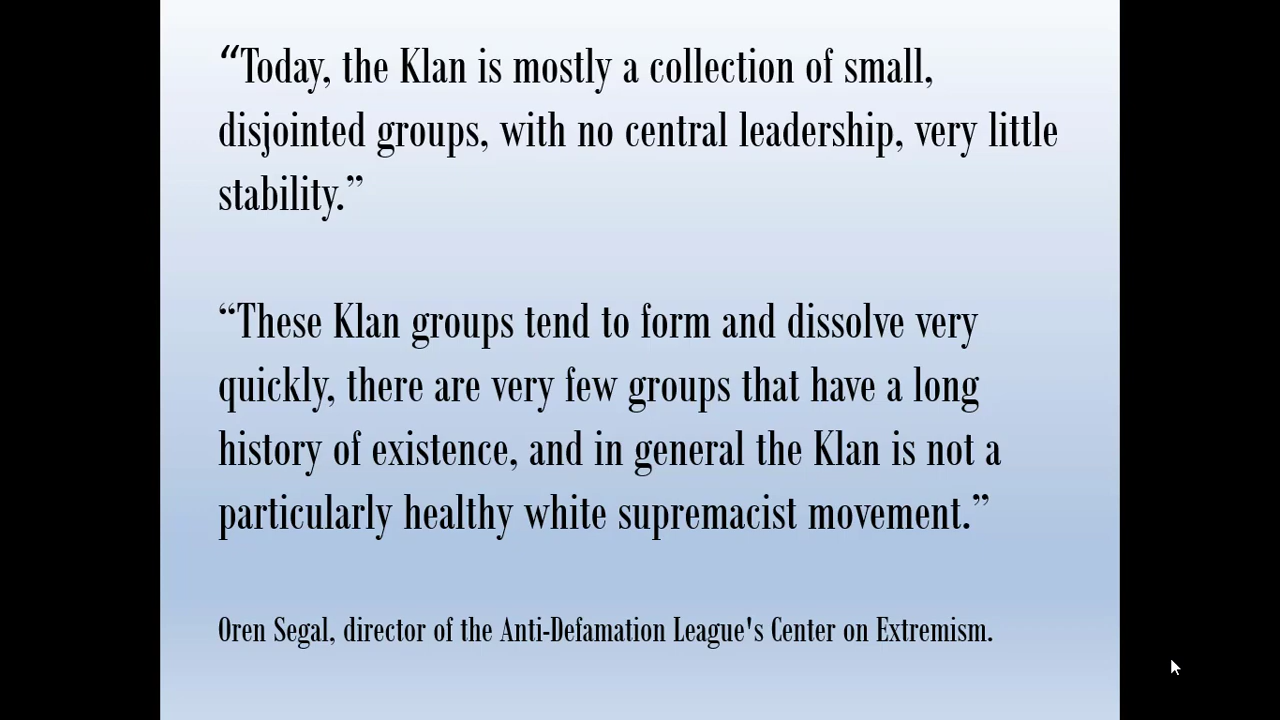 “Today, the Klan is mostly a collection of small,
disjointed groups, with no central leadership, very little
stability.”
“These Klan groups tend to form and dissolve very
quickly, there are very few groups that have a long
history of existence, and in general the Klan is not a
particularly healthy white supremacist movement.”
Oren Segal, director of the Anti-Defamation League's Center on Extremism.